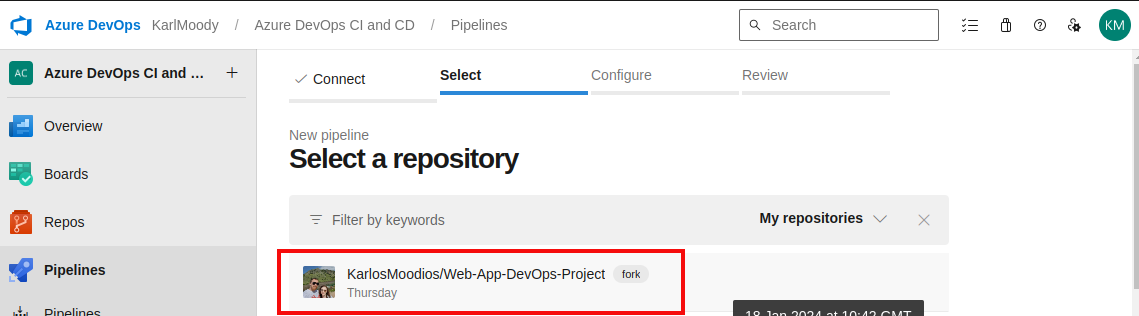 Azure DevOps KarlMoody / Azure DevOps CI and CD / Pipelines Search KM
AC Azure DevOps CI and ... +
Overview
Boards
Repos
Pipelines
Pipelines
Connect Select Configure Review
New pipeline
Select a repository
Filter by keywords My repositories
KarlosMoodios/Web-App-DevOps-Project fork
Thursday
18 Jan 2024 at 10:42 GMT